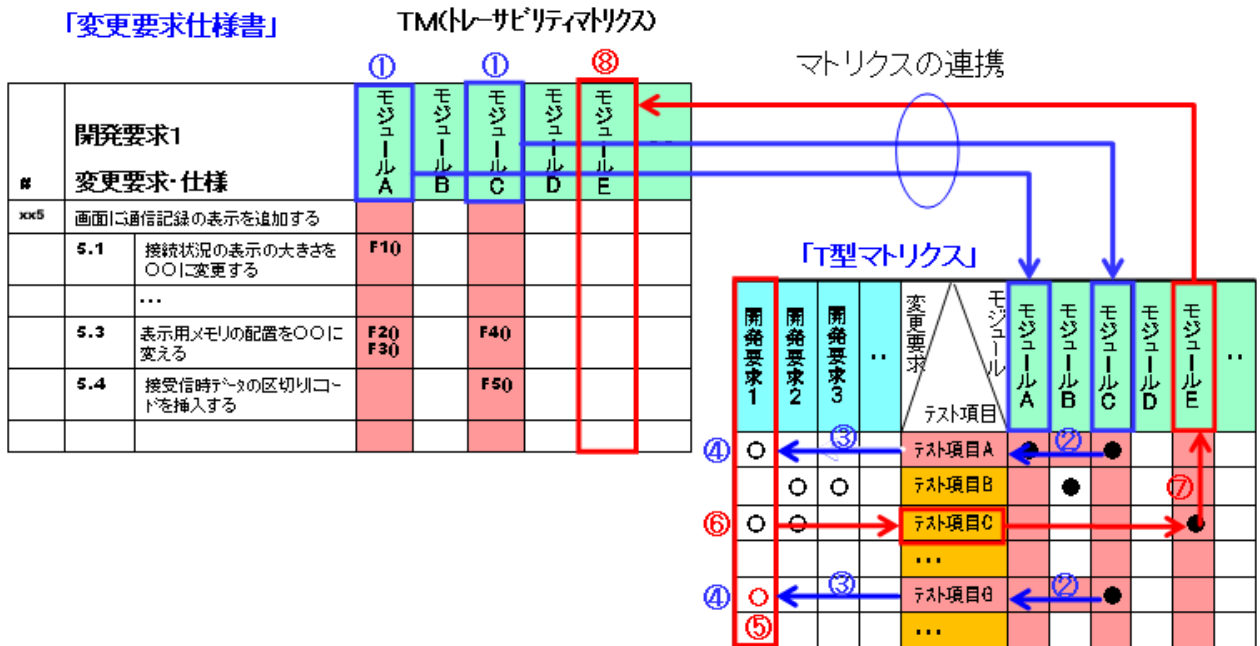 「変更要求仕様書」
TM(トレーサビリティマトリクス)
① ① ⑧
マトリクスの連携
開発要求1
# 変更要求・仕様
モジュールA
モジュールB
モジュールC
モジュールD
モジュールE
‥
xx5 画面に通信記録の表示を追加する
5.1 接続状況の表示の大きさを
〇〇に変更する
F1()
...
5.3 表示用メモリの配置を〇〇に
変える
F2()
F3()
F4()
5.4 接受信時データの区切りにコー
ドを挿入する
F5()
「T型マトリクス」
開発要求1
開発要求2
開発要求3
‥
変更要求
モジュール
テスト項目
モジュールA
モジュールB
モジュールC
モジュールD
モジュールE
‥
④ ○ ③ テスト項目A ● ② ●
○ ○ テスト項目B ● ⑦
⑥ ○ ○ テスト項目C ●
...
④ ○ ③ テスト項目G ② ●
⑤ ...